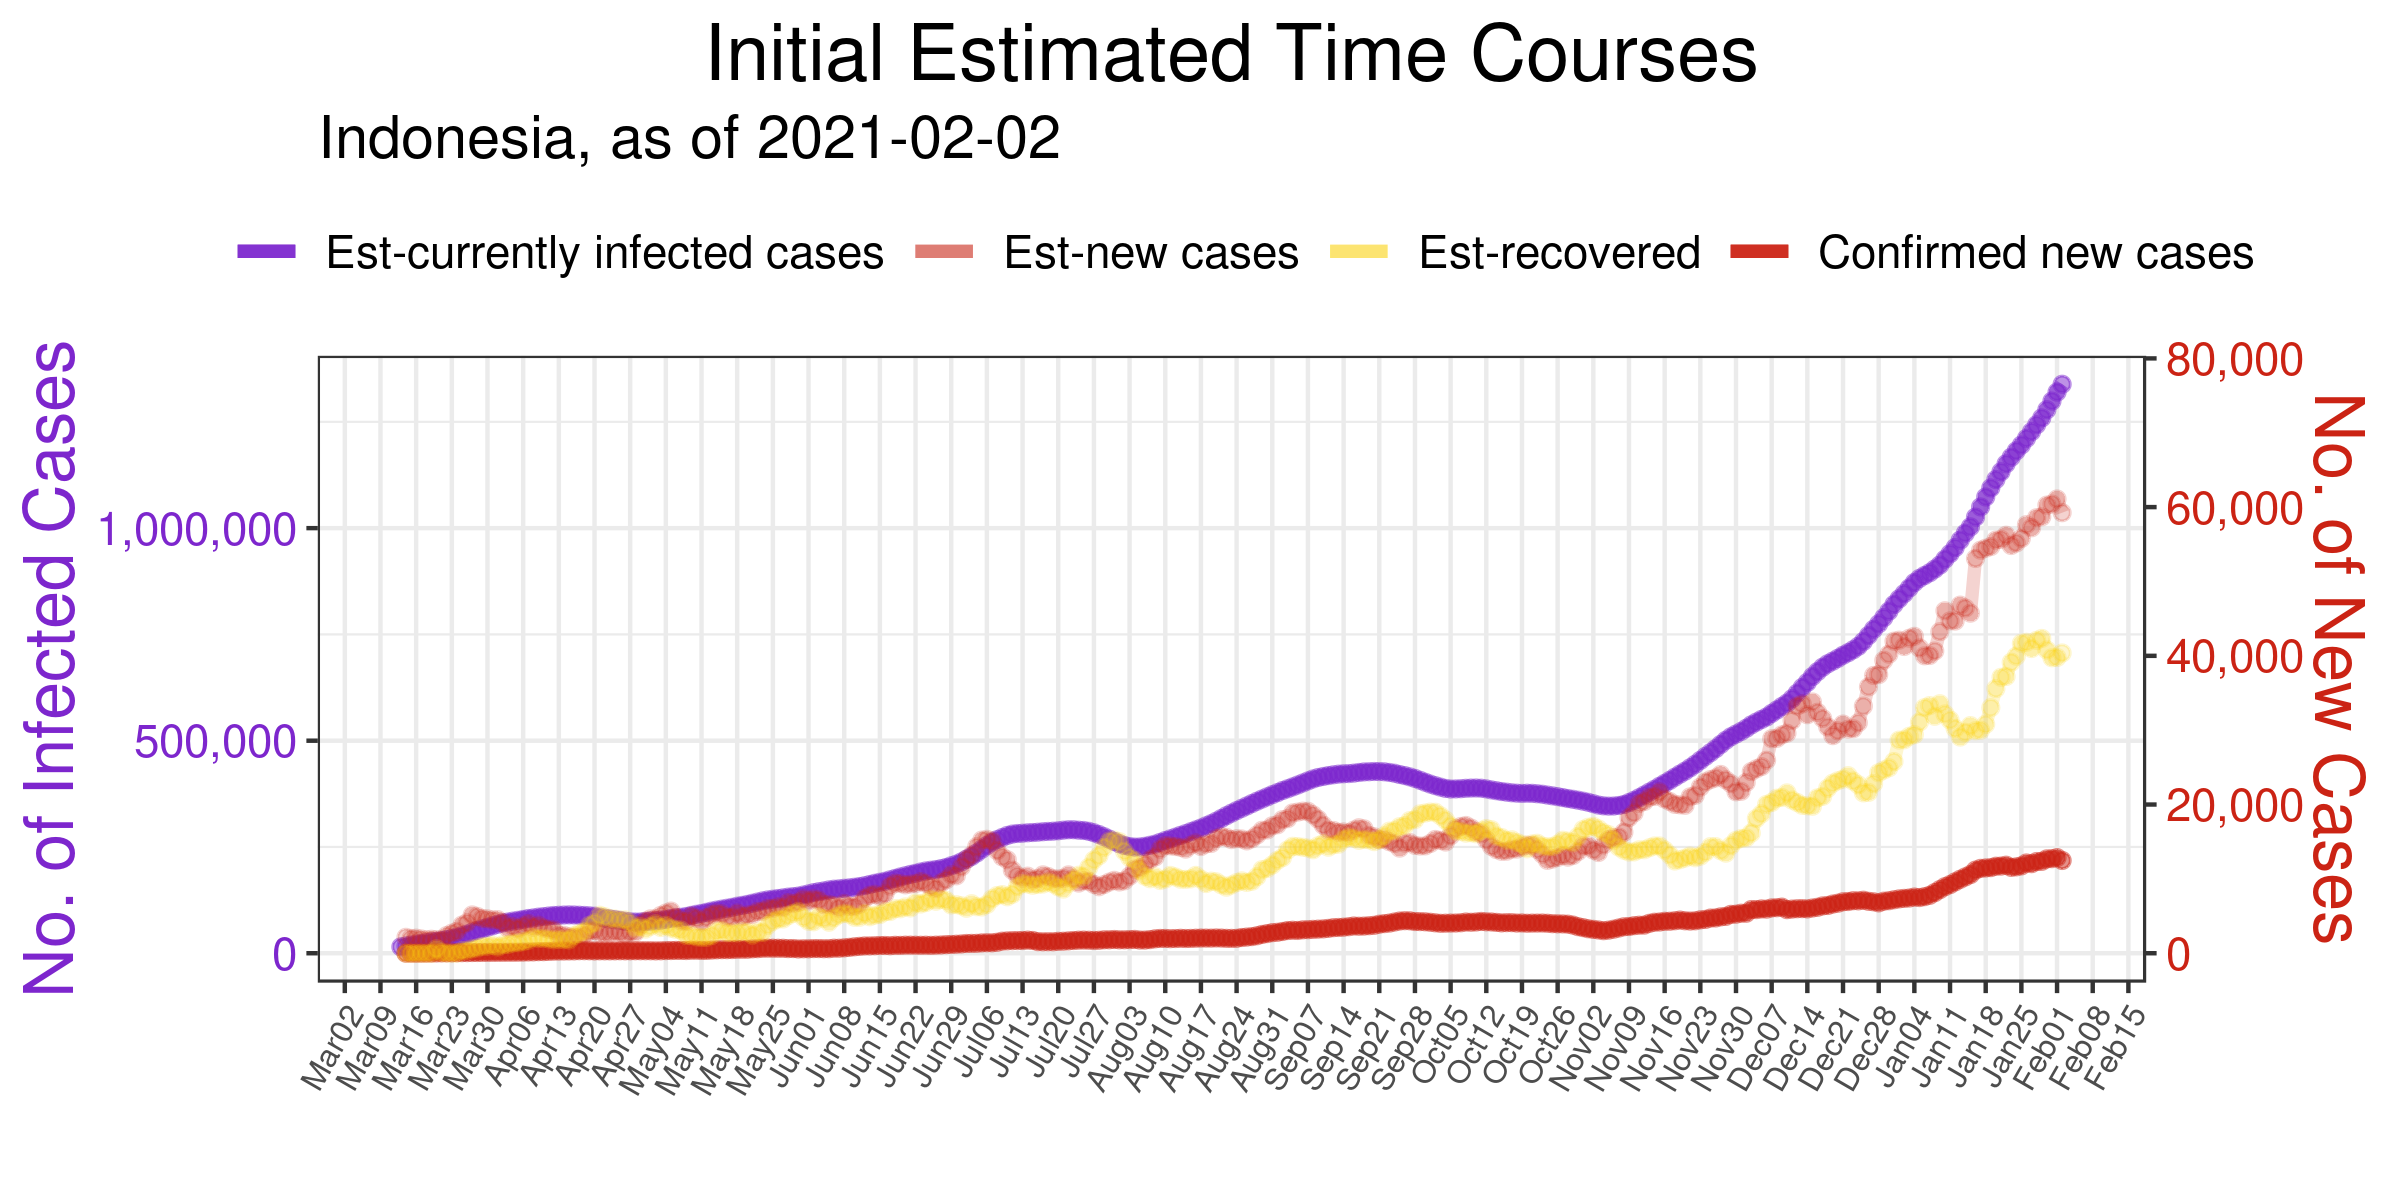 Initial Estimated Time Courses
Indonesia, as of 2021-02-02
Est-currently infected cases Est-new cases Est-recovered Confirmed new cases
No. of Infected Cases
1,000,000
500,000
0
80,000
60,000
40,000
20,000
0
No. of New Cases
Mar02 Mar09 Mar16 Mar23 Mar30 Apr06 Apr13 Apr20 Apr27 May04 May11 May18 May25 Jun01 Jun08 Jun15 Jun22 Jun29 Jul06 Jul13 Jul20 Jul27 Aug03 Aug10 Aug17 Aug24 Aug31 Sep07 Sep14 Sep21 Sep28 Oct05 Oct12 Oct19 Oct26 Nov02 Nov09 Nov16 Nov23 Nov30 Dec07 Dec14 Dec21 Dec28 Jan04 Jan11 Jan18 Jan25 Feb01 Feb08 Feb15